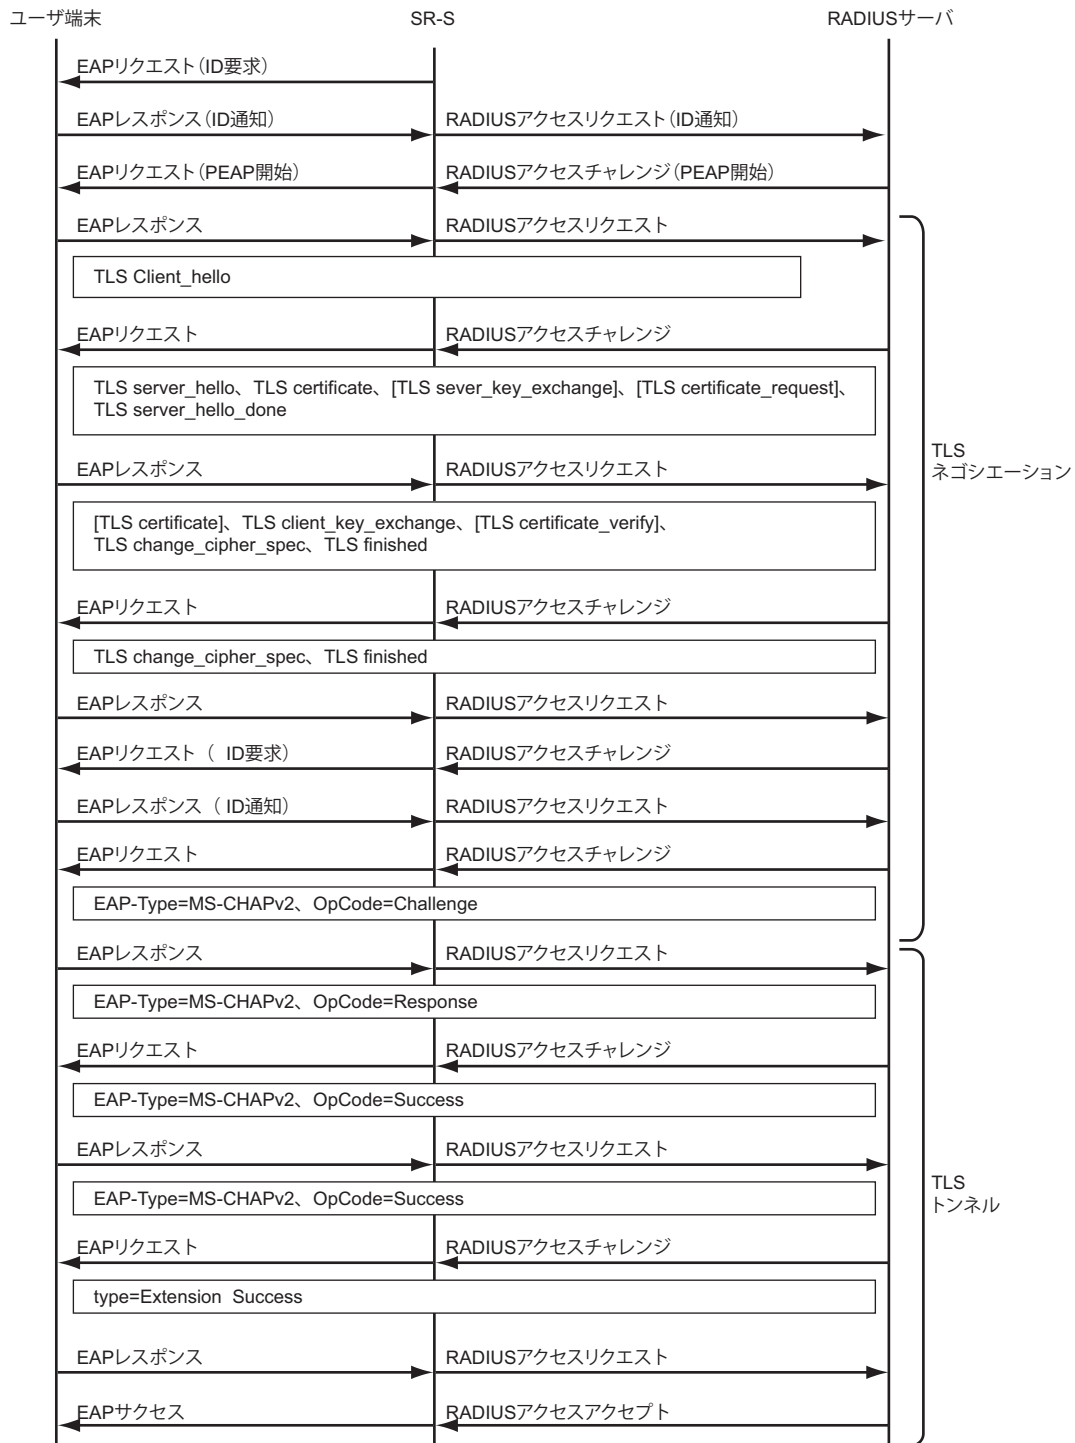 ユーザ端末 SR-S RADIUSサーバ
EAPリクエスト（ID要求）
EAPレスポンス（ID通知） RADIUSアクセスリクエスト（ID通知）
EAPリクエスト（PEAP開始） RADIUSアクセスチャレンジ（PEAP開始）
EAPレスポンス RADIUSアクセスリクエスト
TLS Client_hello
EAPリクエスト RADIUSアクセスチャレンジ
TLS server_hello、TLS certificate、[TLS sever_key_exchange]、[TLS certificate_request]、
TLS server_hello_done
TLS
ネゴシエーション
EAPレスポンス RADIUSアクセスリクエスト
[TLS certificate]、TLS client_key_exchange、[TLS certificate_verify]、
TLS change_cipher_spec、TLS finished
EAPリクエスト RADIUSアクセスチャレンジ
TLS change_cipher_spec、TLS finished
EAPレスポンス RADIUSアクセスリクエスト
EAPリクエスト（ ID要求） RADIUSアクセスチャレンジ
EAPレスポンス（ ID通知） RADIUSアクセスリクエスト
EAPリクエスト RADIUSアクセスチャレンジ
EAP-Type=MS-CHAPv2、OpCode=Challenge
EAPレスポンス RADIUSアクセスリクエスト
EAP-Type=MS-CHAPv2、OpCode=Response
EAPリクエスト RADIUSアクセスチャレンジ
EAP-Type=MS-CHAPv2、OpCode=Success
EAPレスポンス RADIUSアクセスリクエスト
EAP-Type=MS-CHAPv2、OpCode=Success
TLS
トンネル
EAPリクエスト RADIUSアクセスチャレンジ
type=Extension Success
EAPレスポンス RADIUSアクセスリクエスト
EAPサクセス RADIUSアクセスアクセプト